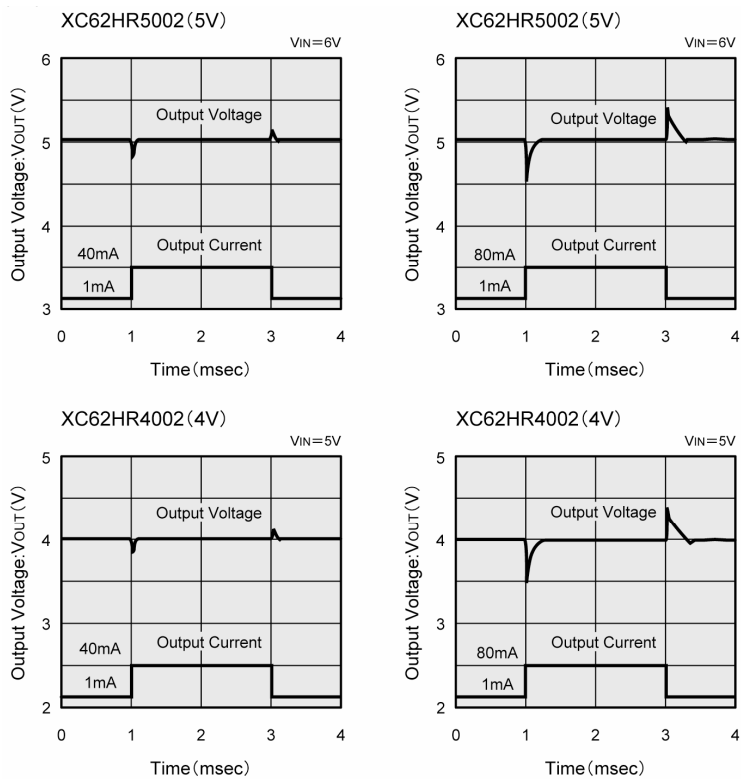 XC62HR5002(5V)
VIN=6V
Output Voltage:VOUT(V)
6
5
4
3
Output Voltage
Output Current
40mA
1mA
0 1 2 3 4
Time(msec)
XC62HR5002(5V)
VIN=6V
Output Voltage:VOUT(V)
6
5
4
3
Output Voltage
Output Current
80mA
1mA
0 1 2 3 4
Time(msec)
XC62HR4002(4V)
VIN=5V
Output Voltage:VOUT(V)
5
4
3
2
Output Voltage
Output Current
40mA
1mA
0 1 2 3 4
Time(msec)
XC62HR4002(4V)
VIN=5V
Output Voltage:VOUT(V)
5
4
3
2
Output Voltage
Output Current
80mA
1mA
0 1 2 3 4
Time(msec)